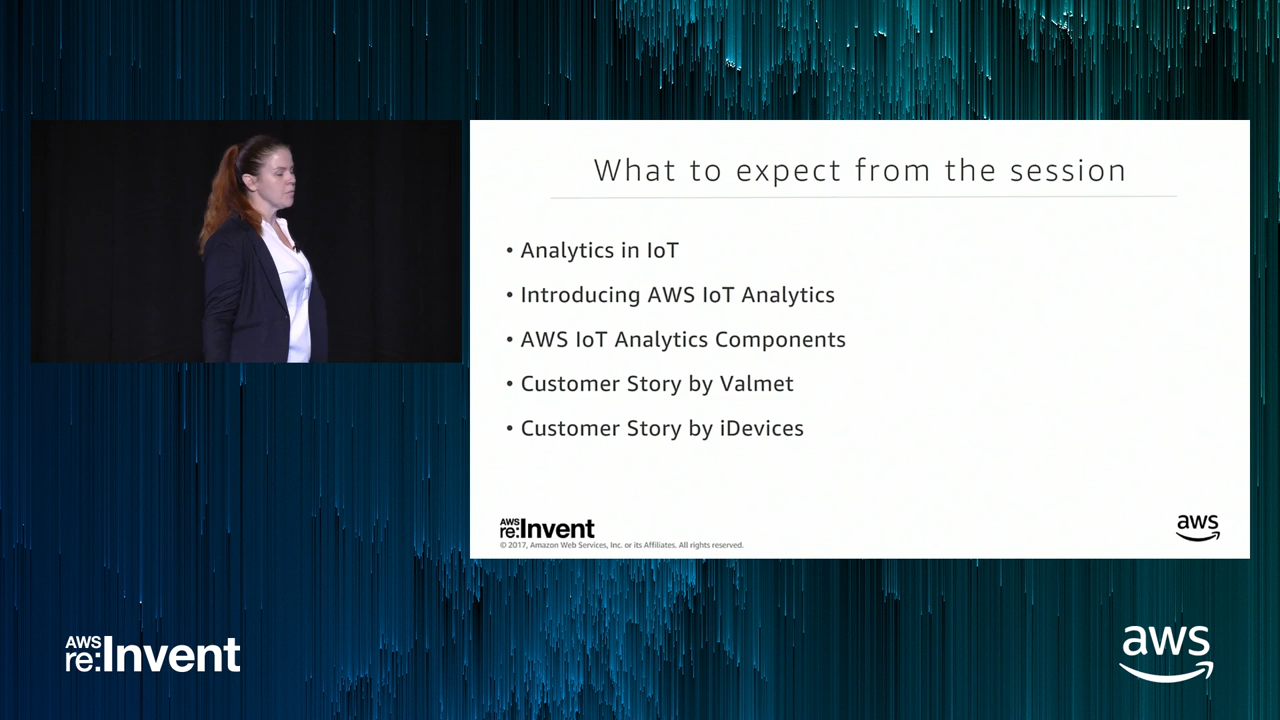 What to expect from the session
• Analytics in IoT
• Introducing AWS IoT Analytics
• AWS IoT Analytics Components
• Customer Story by Valmet
• Customer Story by iDevices
AWS
re:Invent
© 2017, Amazon Web Services, Inc. or its Affiliates. All rights reserved.
aws
AWS
re:Invent
aws